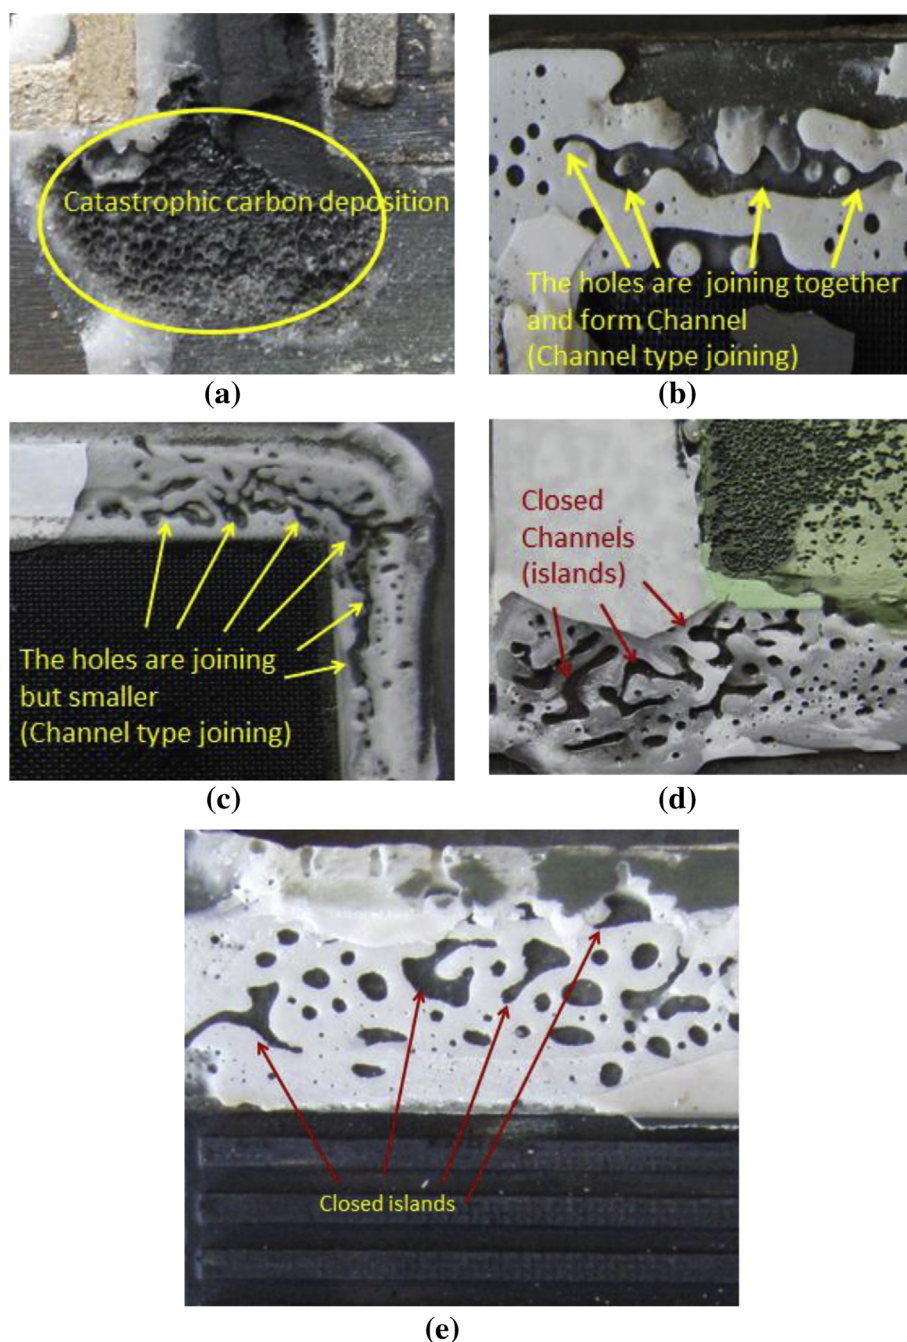 Catastrophic carbon deposition
(a)
The holes are joining together
and form Channel
(Channel type joining)
(b)
The holes are joining
but smaller
(Channel type joining)
(c)
Closed
Channels
(islands)
(d)
Closed islands
(e)